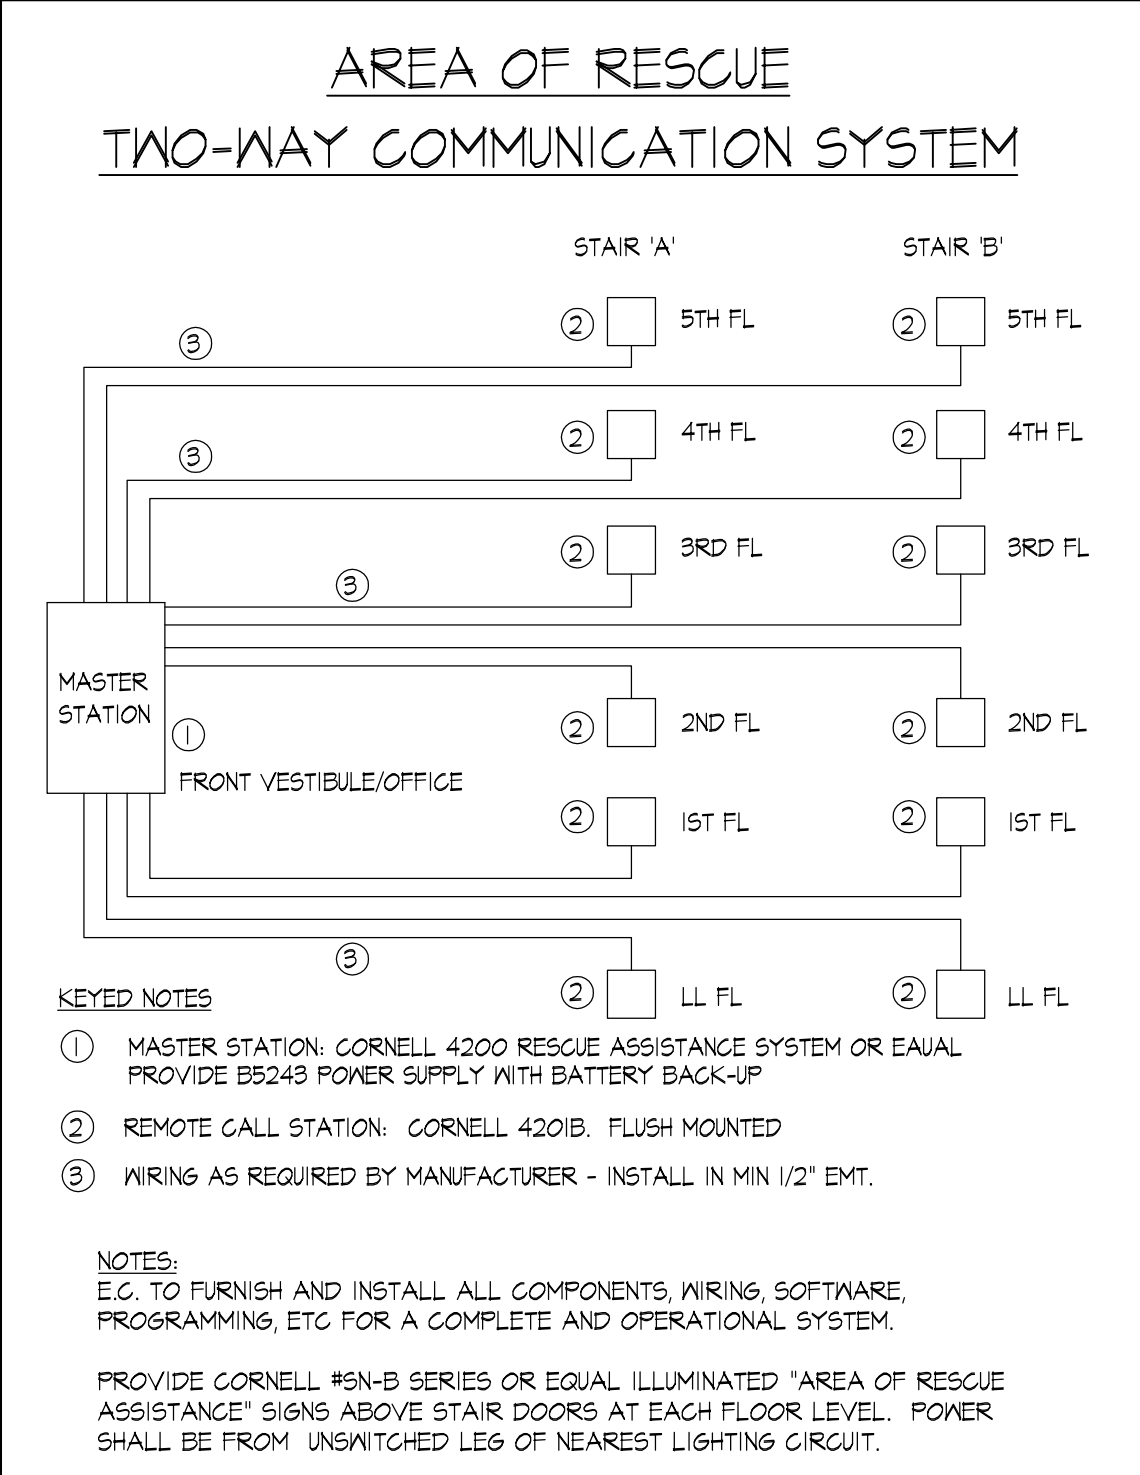 AREA OF RESCUE
TWO-WAY COMMUNICATION SYSTEM
STAIR 'A' STAIR 'B'
2 5TH FL 2 5TH FL
3
2 4TH FL 2 4TH FL
3
2 3RD FL 2 3RD FL
3
MASTER
STATION
1
2 2ND FL 2 2ND FL
FRONT VESTIBULE/OFFICE
2 1ST FL 2 1ST FL
3
2 LL FL 2 LL FL
KEYED NOTES
1 MASTER STATION: CORNELL 4200 RESCUE ASSISTANCE SYSTEM OR EAUAL
PROVIDE B5243 POWER SUPPLY WITH BATTERY BACK-UP
2 REMOTE CALL STATION: CORNELL 4201B. FLUSH MOUNTED
3 WIRING AS REQUIRED BY MANUFACTURER - INSTALL IN MIN 1/2" EMT.
NOTES:
E.C. TO FURNISH AND INSTALL ALL COMPONENTS, WIRING, SOFTWARE,
PROGRAMMING, ETC FOR A COMPLETE AND OPERATIONAL SYSTEM.
PROVIDE CORNELL #SN-B SERIES OR EQUAL ILLUMINATED "AREA OF RESCUE
ASSISTANCE" SIGNS ABOVE STAIR DOORS AT EACH FLOOR LEVEL. POWER
SHALL BE FROM UNSWITCHED LEG OF NEAREST LIGHTING CIRCUIT.